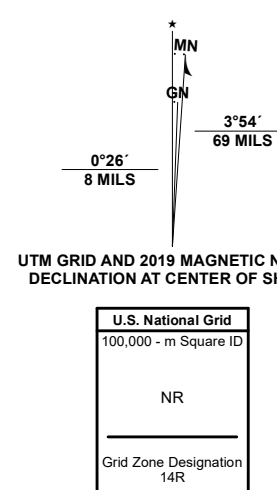 ★
MN
GN
3°54´
69 MILS
0°26´
8 MILS
UTM GRID AND 2019 MAGNETIC N
DECLINATION AT CENTER OF SH
U.S. National Grid
100,000 - m Square ID
NR
Grid Zone Designation
14R